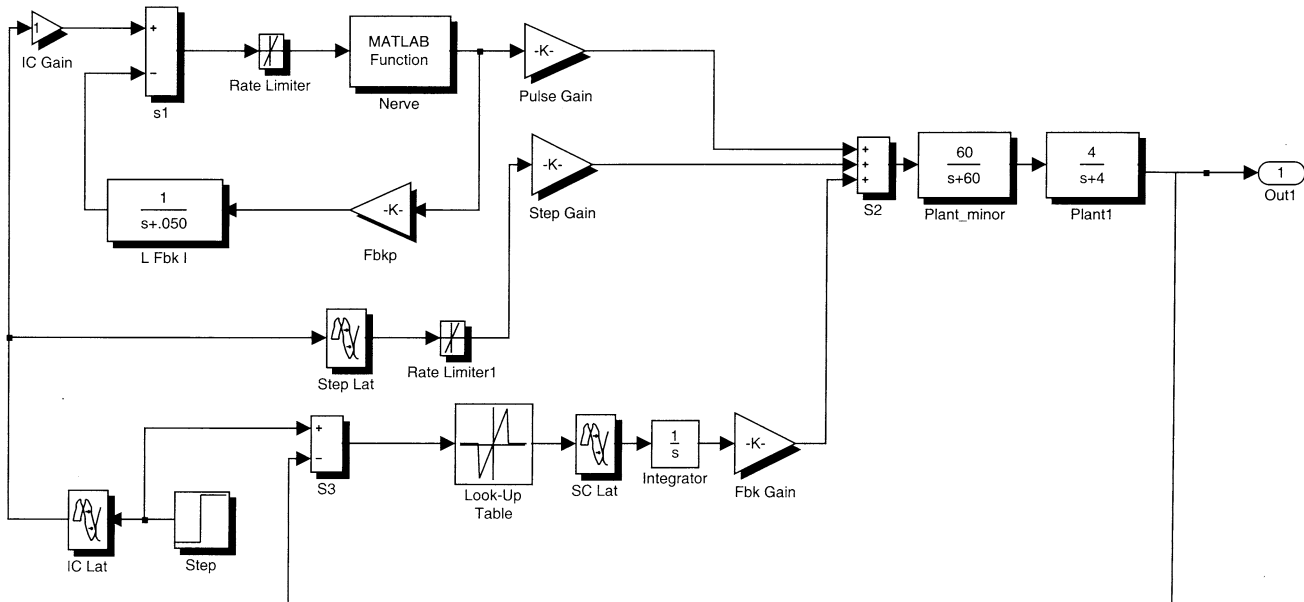 1
IC Gain
+
−
s1
Rate Limiter
MATLAB
Function
Nerve
-K-
Pulse Gain
-K-
Step Gain
1
s+.050
L Fbk I
-K-
Fbkp
+
+
+
S2
60
s+60
Plant_minor
4
s+4
Plant1
1
Out1
Step Lat
Rate Limiter1
+
−
S3
Look-Up
Table
SC Lat
1
s
Integrator
-K-
Fbk Gain
IC Lat
Step